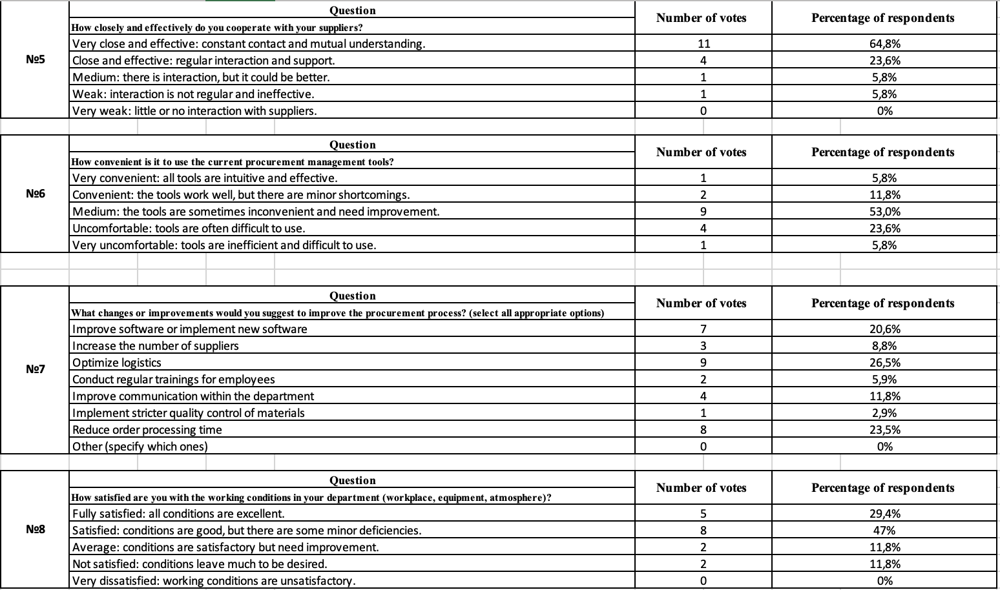 Question
Number of votes
Percentage of respondents
How closely and effectively do you cooperate with your suppliers?
№5
Very close and effective: constant contact and mutual understanding. 11 64,8%
Close and effective: regular interaction and support. 4 23,6%
Medium: there is interaction, but it could be better. 1 5,8%
Weak: interaction is not regular and ineffective. 1 5,8%
Very weak: little or no interaction with suppliers. 0 0%
Question
Number of votes
Percentage of respondents
How convenient is it to use the current procurement management tools?
№6
Very convenient: all tools are intuitive and effective. 1 5,8%
Convenient: the tools work well, but there are minor shortcomings. 2 11,8%
Medium: the tools are sometimes inconvenient and need improvement. 9 53,0%
Uncomfortable: tools are often difficult to use. 4 23,6%
Very uncomfortable: tools are inefficient and difficult to use. 1 5,8%
Question
Number of votes
Percentage of respondents
What changes or improvements would you suggest to improve the procurement process? (select all appropriate options)
№7
Improve software or implement new software 7 20,6%
Increase the number of suppliers 3 8,8%
Optimize logistics 9 26,5%
Conduct regular trainings for employees 2 5,9%
Improve communication within the department 4 11,8%
Implement stricter quality control of materials 1 2,9%
Reduce order processing time 8 23,5%
Other (specify which ones) 0 0%
Question
Number of votes
Percentage of respondents
How satisfied are you with the working conditions in your department (workplace, equipment, atmosphere)?
№8
Fully satisfied: all conditions are excellent. 5 29,4%
Satisfied: conditions are good, but there are some minor deficiencies. 8 47%
Average: conditions are satisfactory but need improvement. 2 11,8%
Not satisfied: conditions leave much to be desired. 2 11,8%
Very dissatisfied: working conditions are unsatisfactory. 0 0%